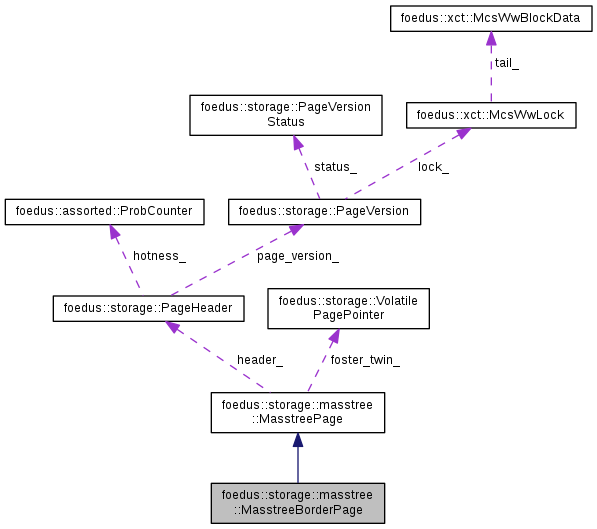 foedus::xct::McsWwBlockData
tail_
foedus::storage::PageVersion
Status
foedus::xct::McsWwLock
status_
lock_
foedus::assorted::ProbCounter
foedus::storage::PageVersion
hotness_
page_version_
foedus::storage::PageHeader
foedus::storage::Volatile
PagePointer
header_
foster_twin_
foedus::storage::masstree
::MasstreePage
foedus::storage::masstree
::MasstreeBorderPage